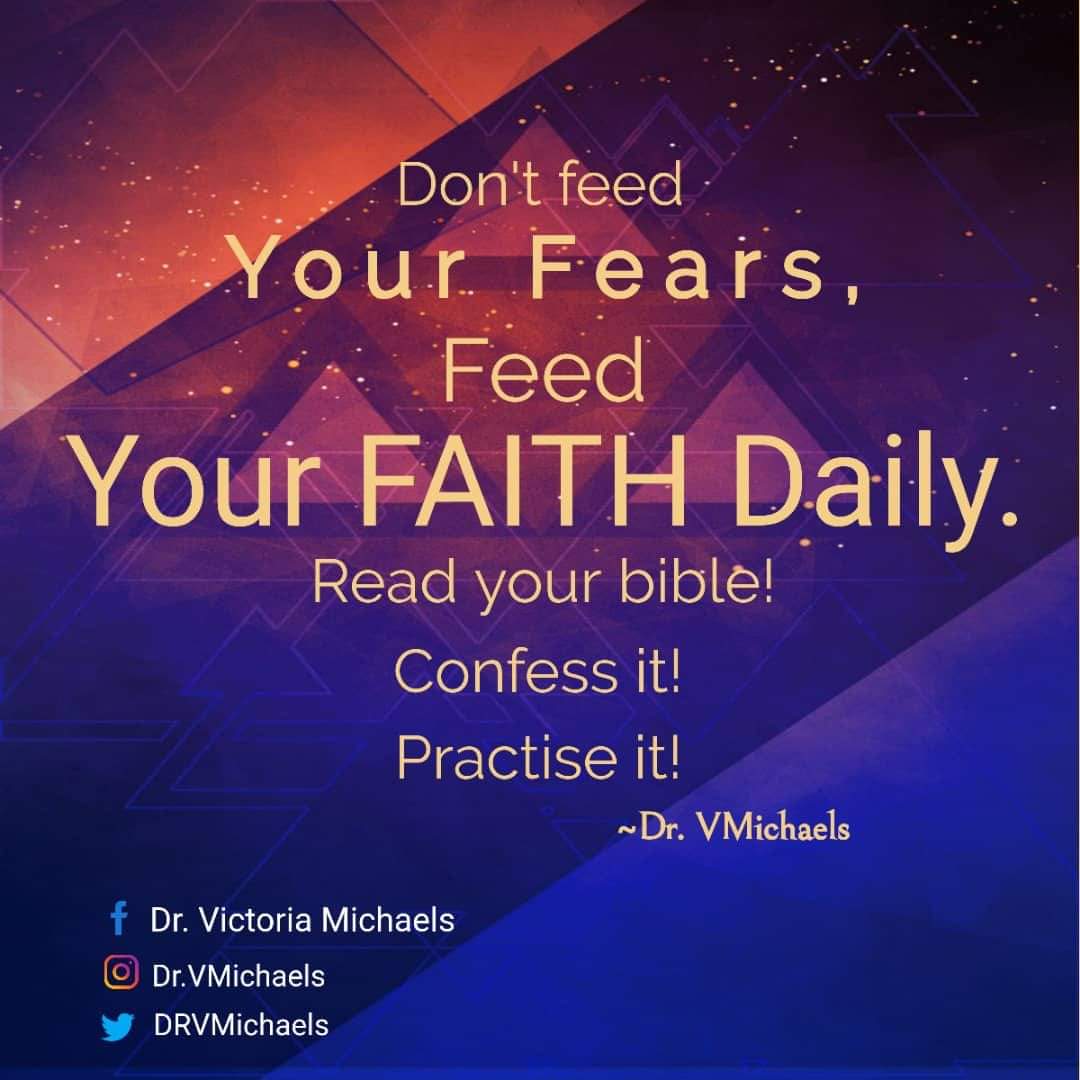 Don't feed
Your Fears,
Feed
Your FAITH Daily.
Read your bible!
Confess it!
Practise it!
~Dr. VMichaels
Dr. Victoria Michaels
Dr.VMichaels
DRVMichaels